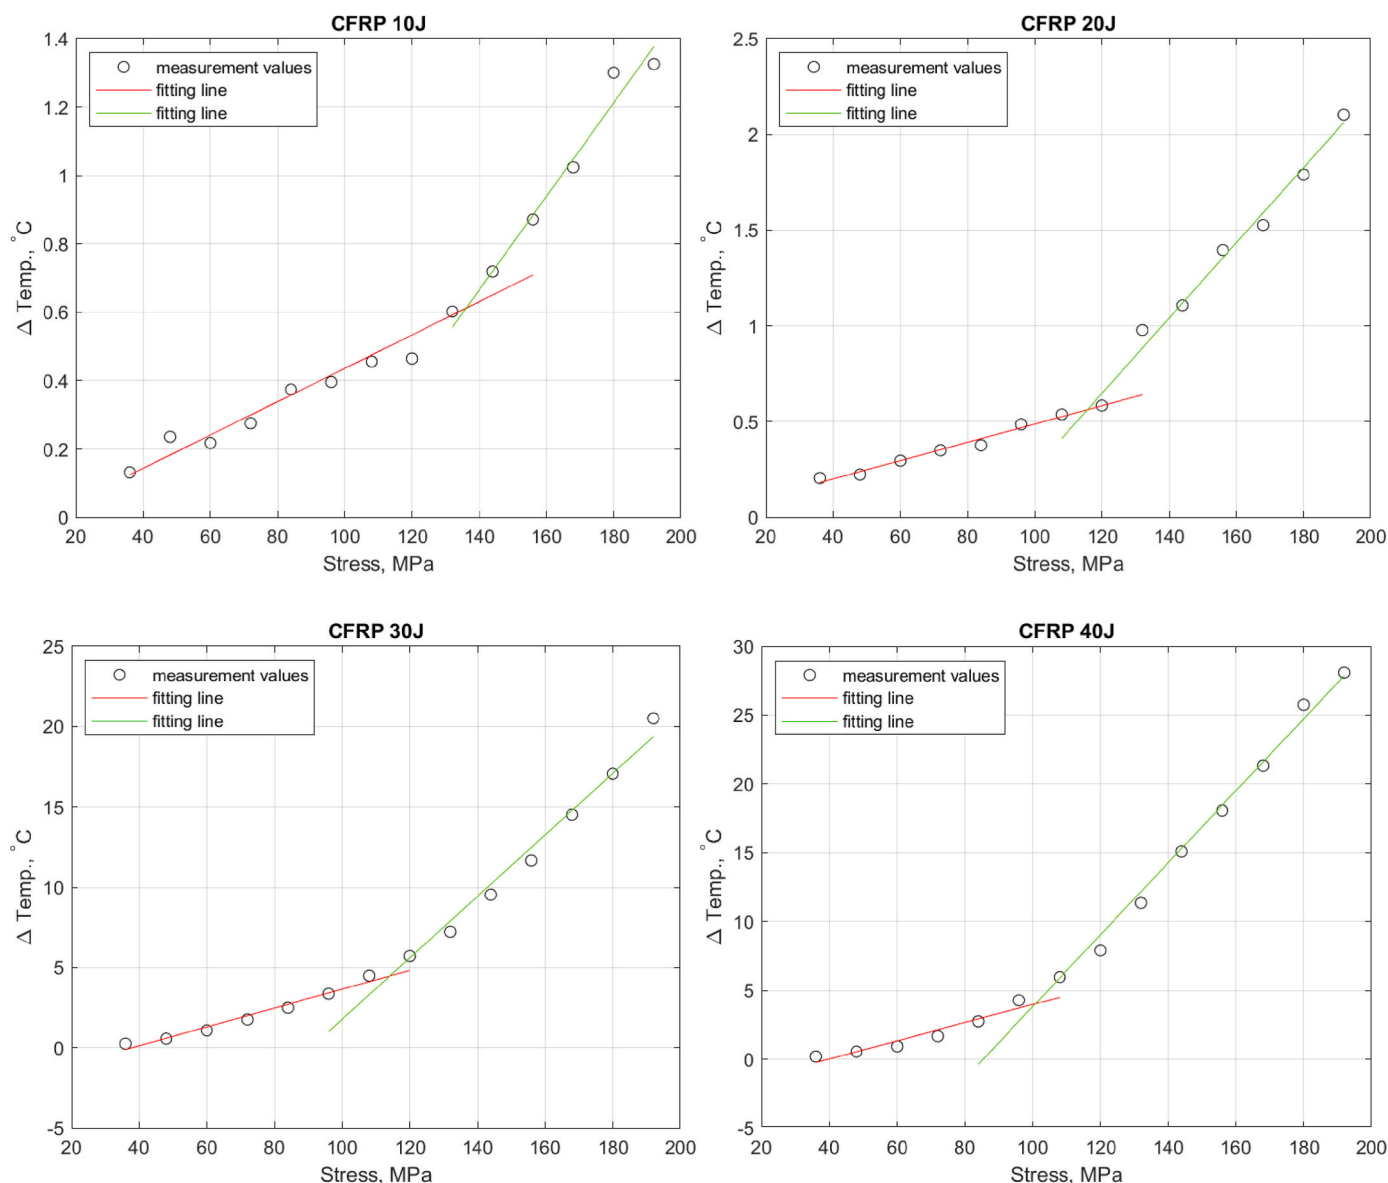 CFRP 10J
measurement values
fitting line
fitting line
1.4
1.2
1
0.8
0.6
0.4
0.2
0
Δ Temp., °C
20 40 60 80 100 120 140 160 180 200
Stress, MPa
CFRP 20J
measurement values
fitting line
fitting line
2.5
2
1.5
1
0.5
0
Δ Temp., °C
20 40 60 80 100 120 140 160 180 200
Stress, MPa
CFRP 30J
measurement values
fitting line
fitting line
25
20
15
10
5
0
-5
Δ Temp., °C
20 40 60 80 100 120 140 160 180 200
Stress, MPa
CFRP 40J
measurement values
fitting line
fitting line
30
25
20
15
10
5
0
-5
Δ Temp., °C
20 40 60 80 100 120 140 160 180 200
Stress, MPa